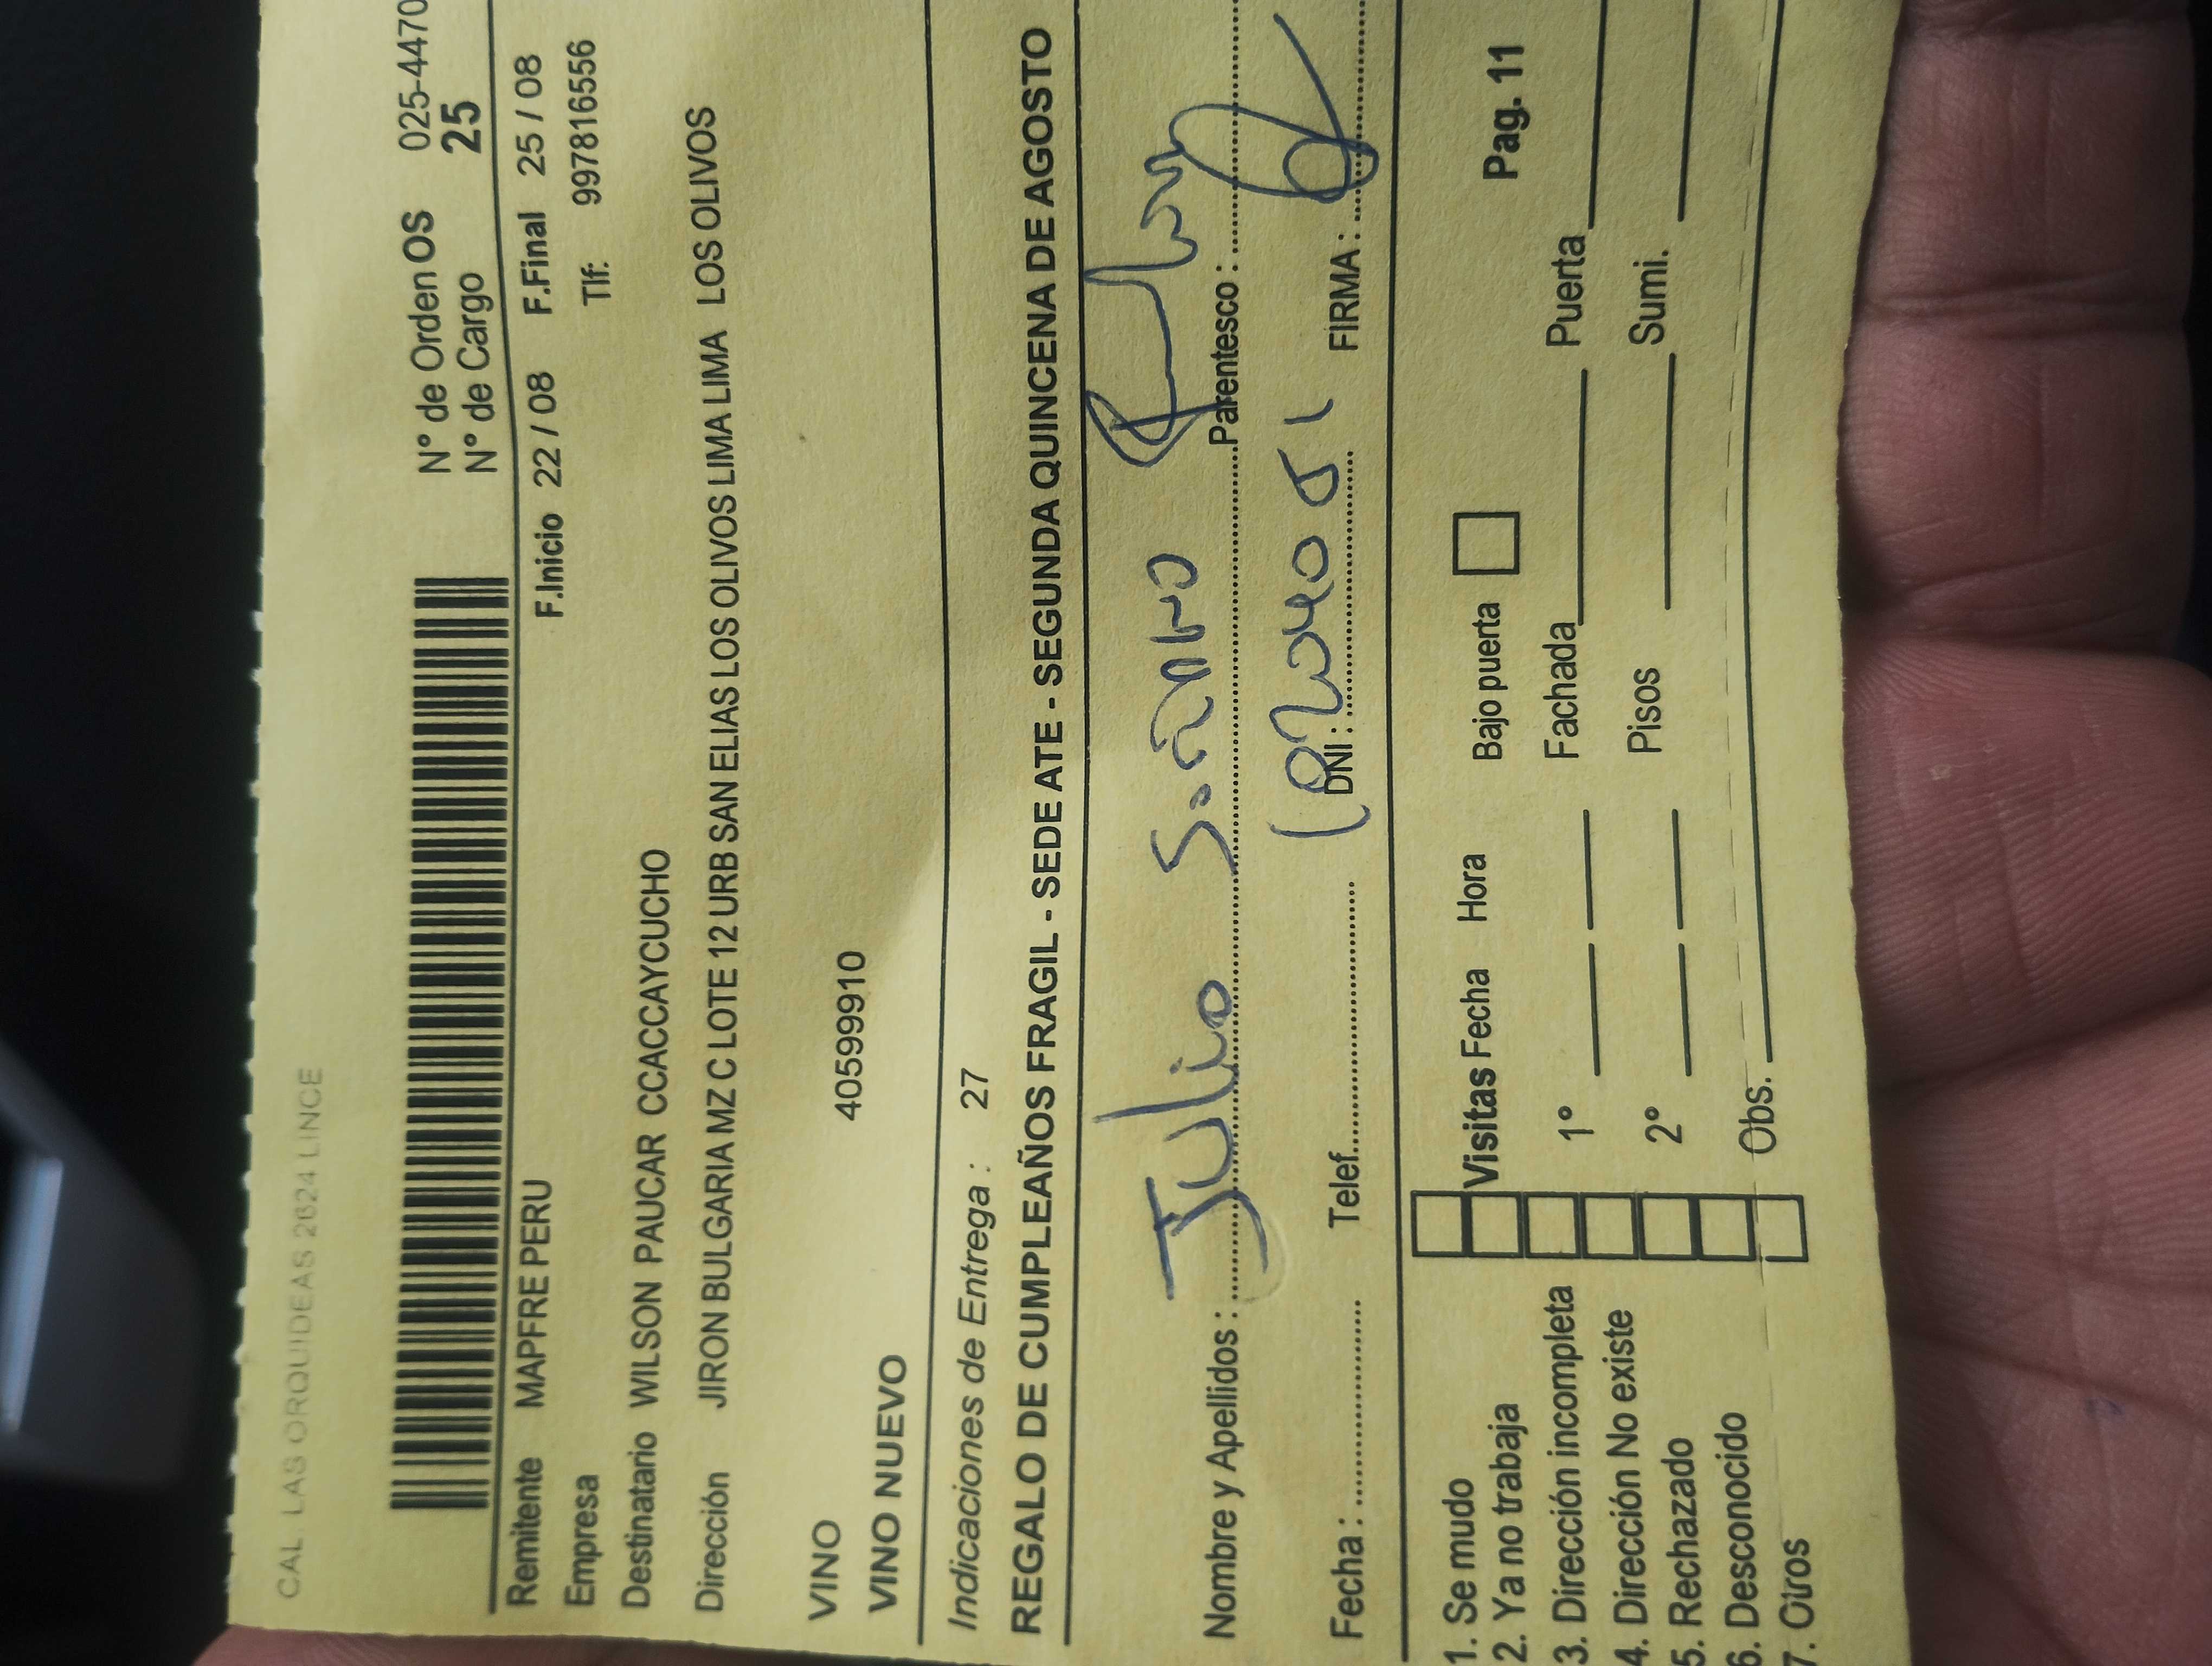 CAL. LAS ORQUIDEAS 2624 LINCE
N° de Orden OS 025-4470
N° de Cargo 25
Remitente MAPFRE PERU F.Inicio 22 / 08 F.Final 25 / 08
Empresa Tlf: 997816556
Destinatario WILSON PAUCAR CCACCAYCUCHO
Dirección JIRON BULGARIA MZ C LOTE 12 URB SAN ELIAS LOS OLIVOS LIMA LIMA LOS OLIVOS
VINO 40599910
VINO NUEVO
Indicaciones de Entrega : 27
REGALO DE CUMPLEAÑOS FRAGIL - SEDE ATE - SEGUNDA QUINCENA DE AGOSTO
Nombre y Apellidos : Julio Parentesco :
Fecha : Telef. DNI : FIRMA :
1. Se mudo
2. Ya no trabaja Visitas Fecha Hora Bajo puerta Pag. 11
3. Dirección incompleta 1° Fachada Puerta
4. Dirección No existe
5. Rechazado 2° Pisos Sumi.
6. Desconocido
7. Otros Obs.